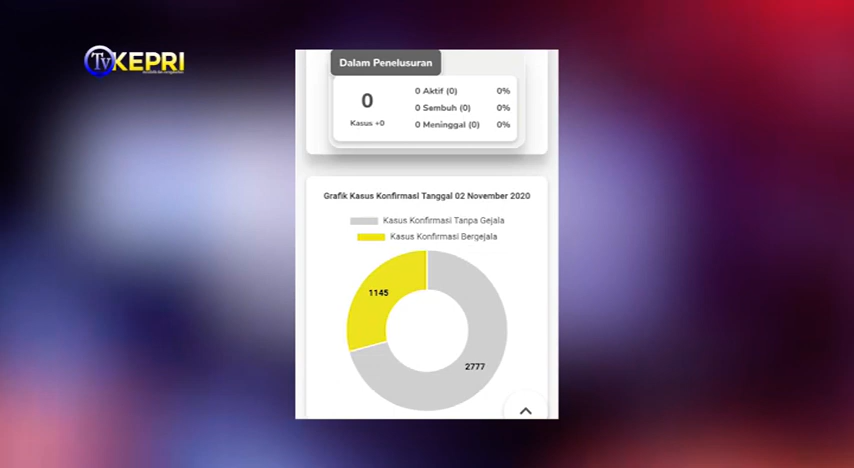 TvKEPRI
Dalam Penelusuran
0
Kasus +0
0 Aktif (0) 0%
0 Sembuh (0) 0%
0 Meninggal (0) 0%
Grafik Kasus Konfirmasi Tanggal 02 November 2020
Kasus Konfirmasi Tanpa Gejala
Kasus Konfirmasi Bergejala
1145
2777